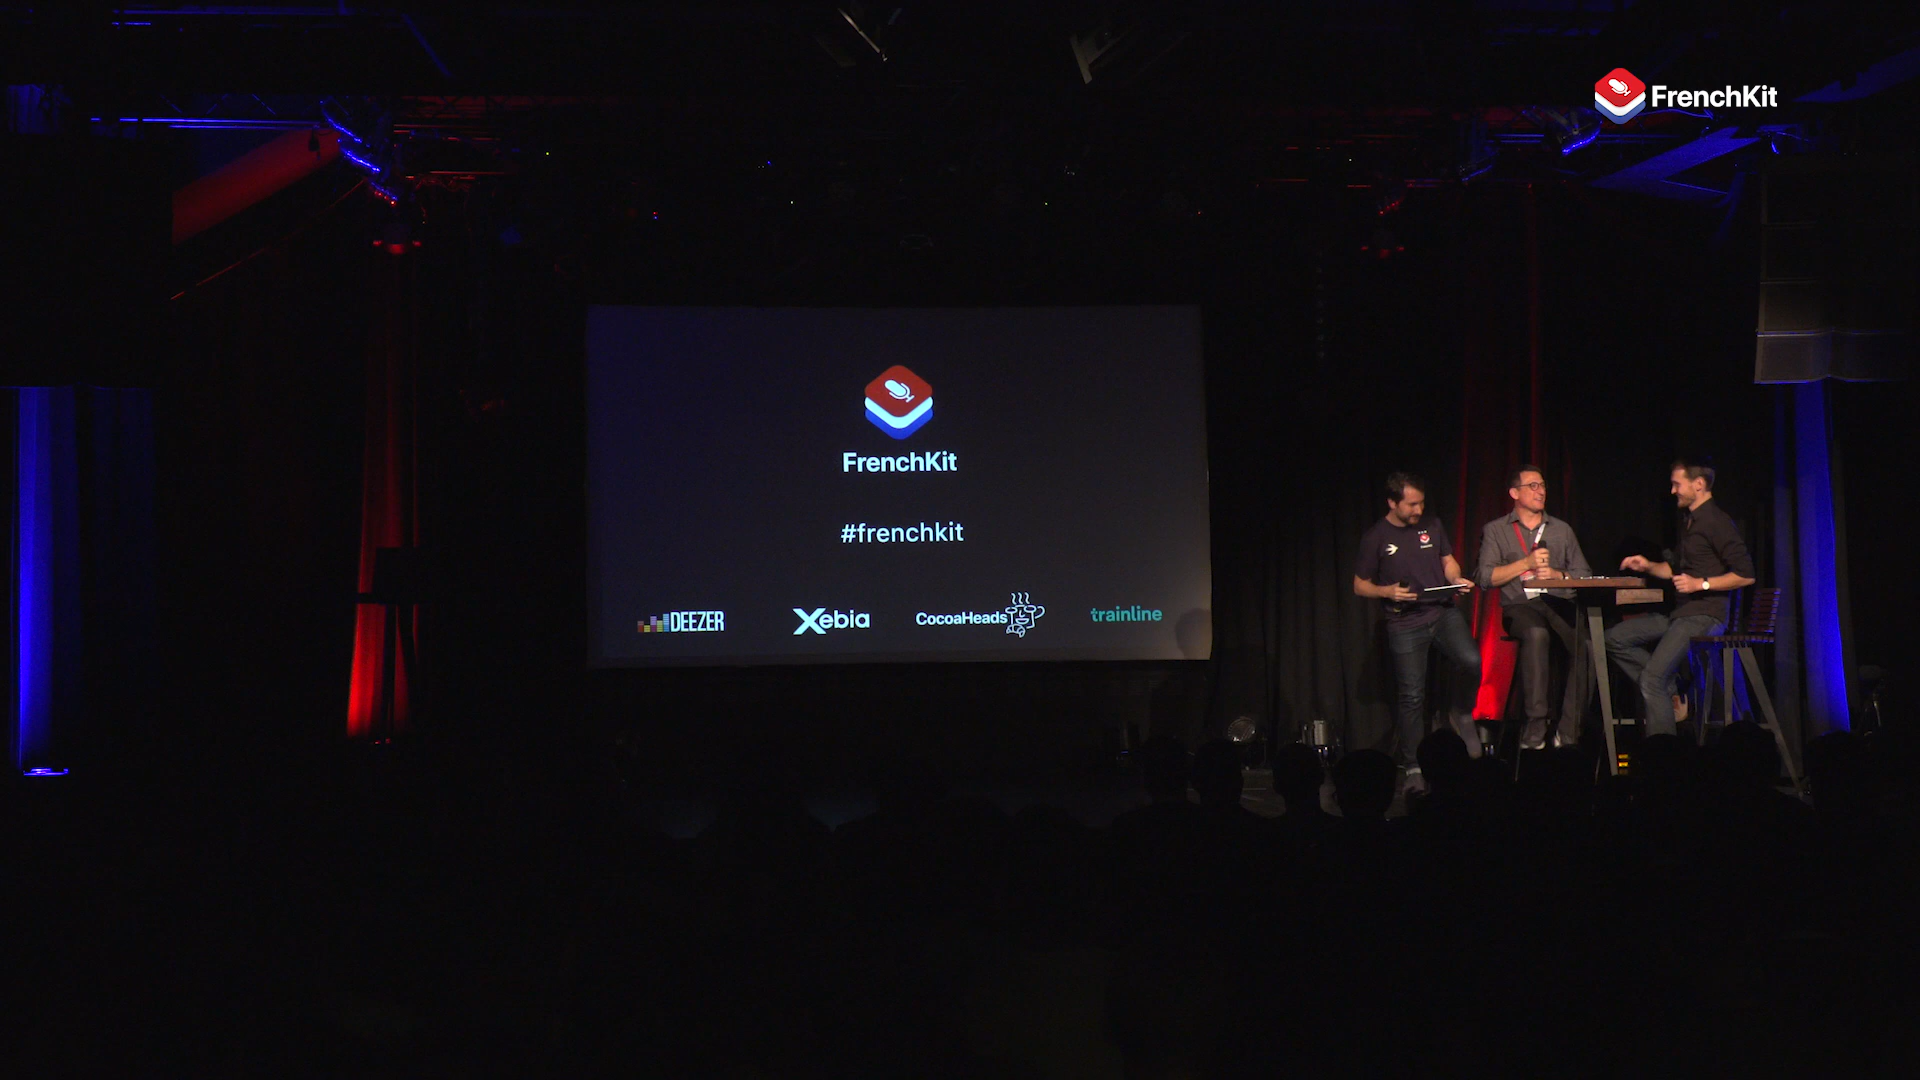 FrenchKit
FrenchKit
#frenchkit
DEEZER
Xebia
CocoaHeads
trainline